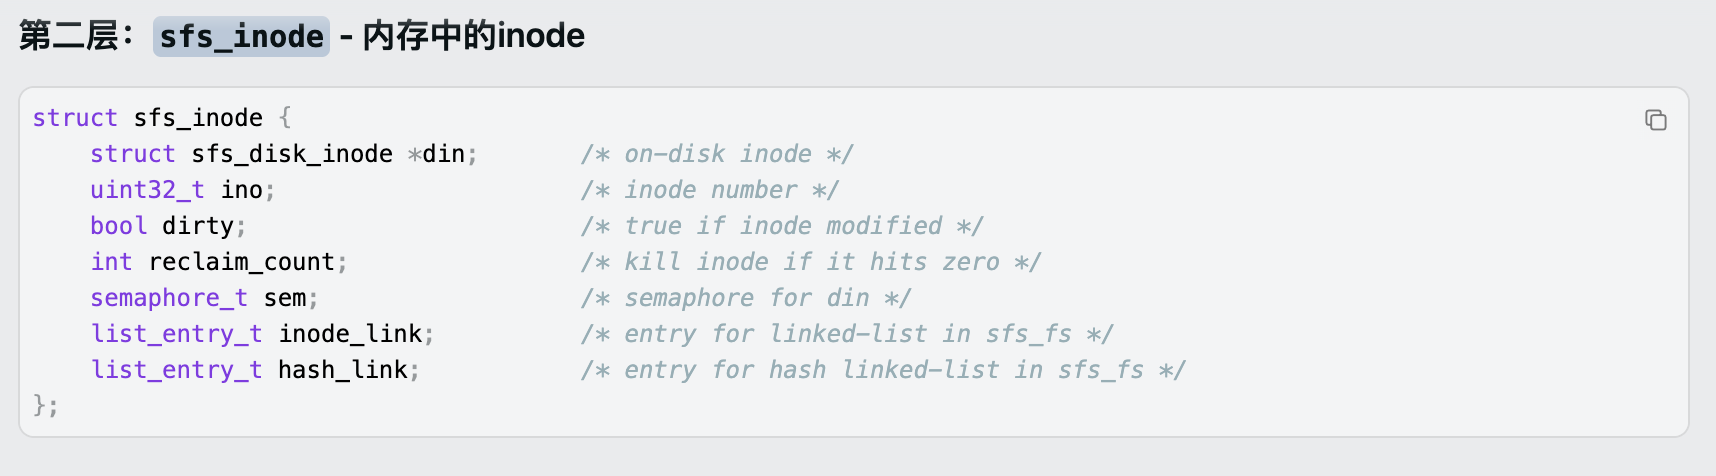 第二层：sfs_inode - 内存中的inode
struct sfs_inode {
    struct sfs_disk_inode *din;       /* on-disk inode */
    uint32_t ino;                     /* inode number */
    bool dirty;                       /* true if inode modified */
    int reclaim_count;                /* kill inode if it hits zero */
    semaphore_t sem;                  /* semaphore for din */
    list_entry_t inode_link;          /* entry for linked-list in sfs_fs */
    list_entry_t hash_link;           /* entry for hash linked-list in sfs_fs */
};